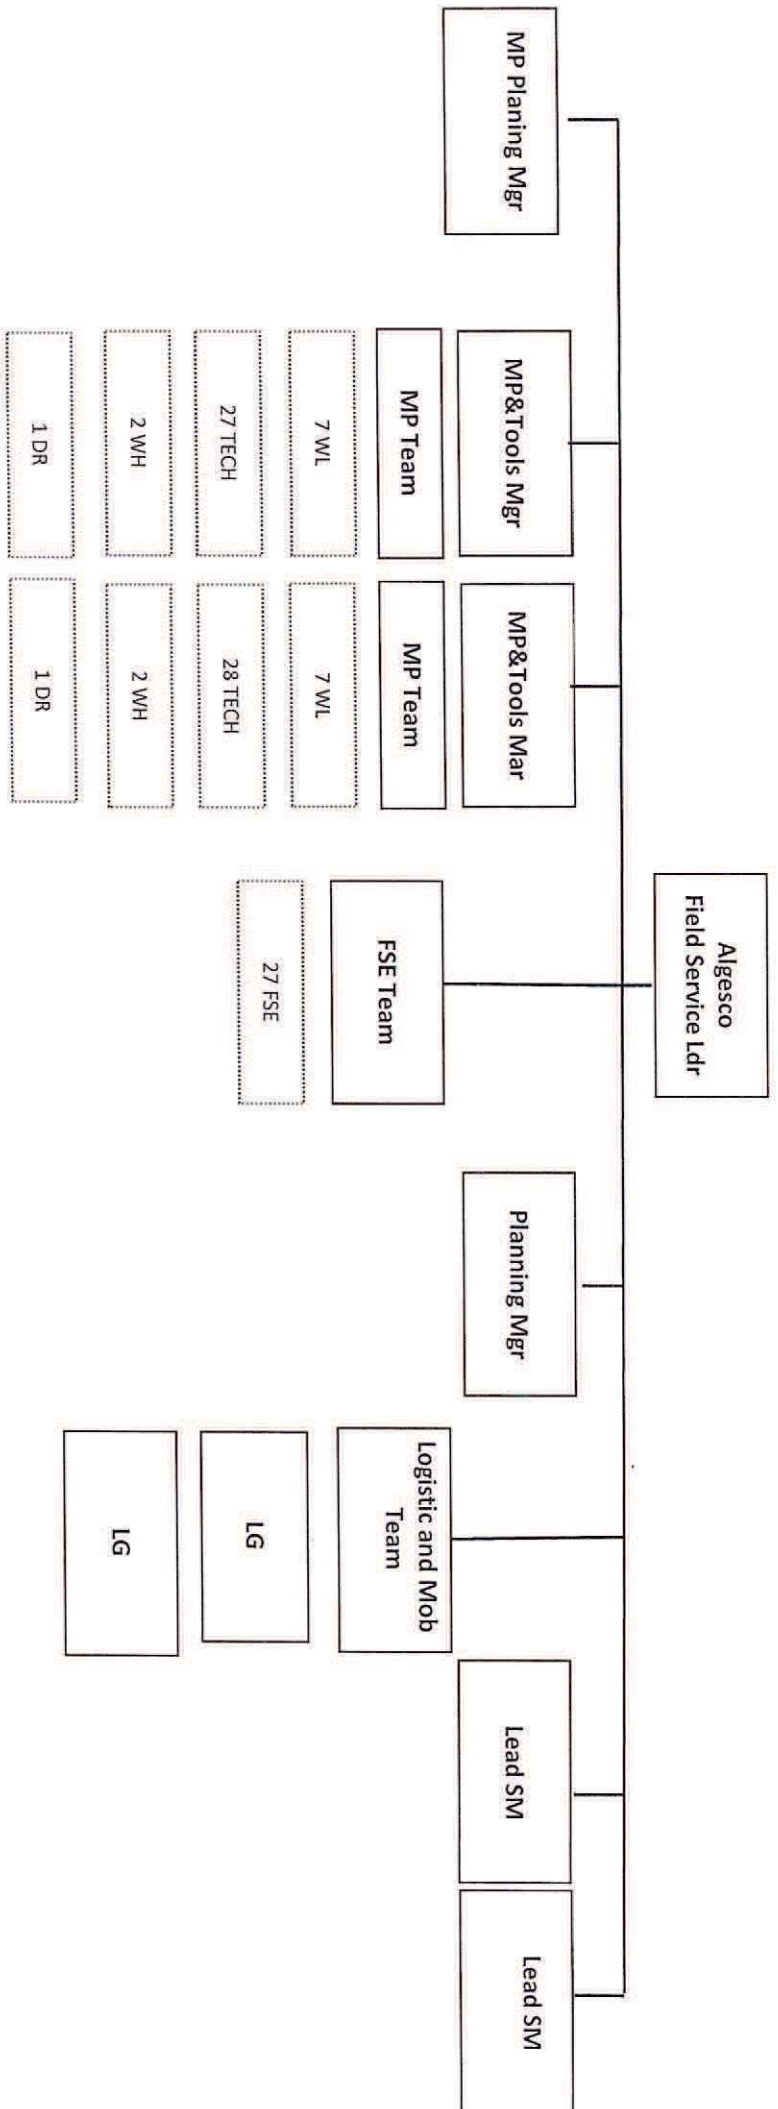 Algesco
Field Service Ldr
MP Planing Mgr
MP&Tools Mgr
MP&Tools Mar
FSE Team
Planning Mgr
Logistic and Mob
Team
Lead SM
Lead SM
MP Team
7 WL
27 TECH
2 WH
1 DR
MP Team
7 WL
28 TECH
2 WH
1 DR
27 FSE
LG
LG